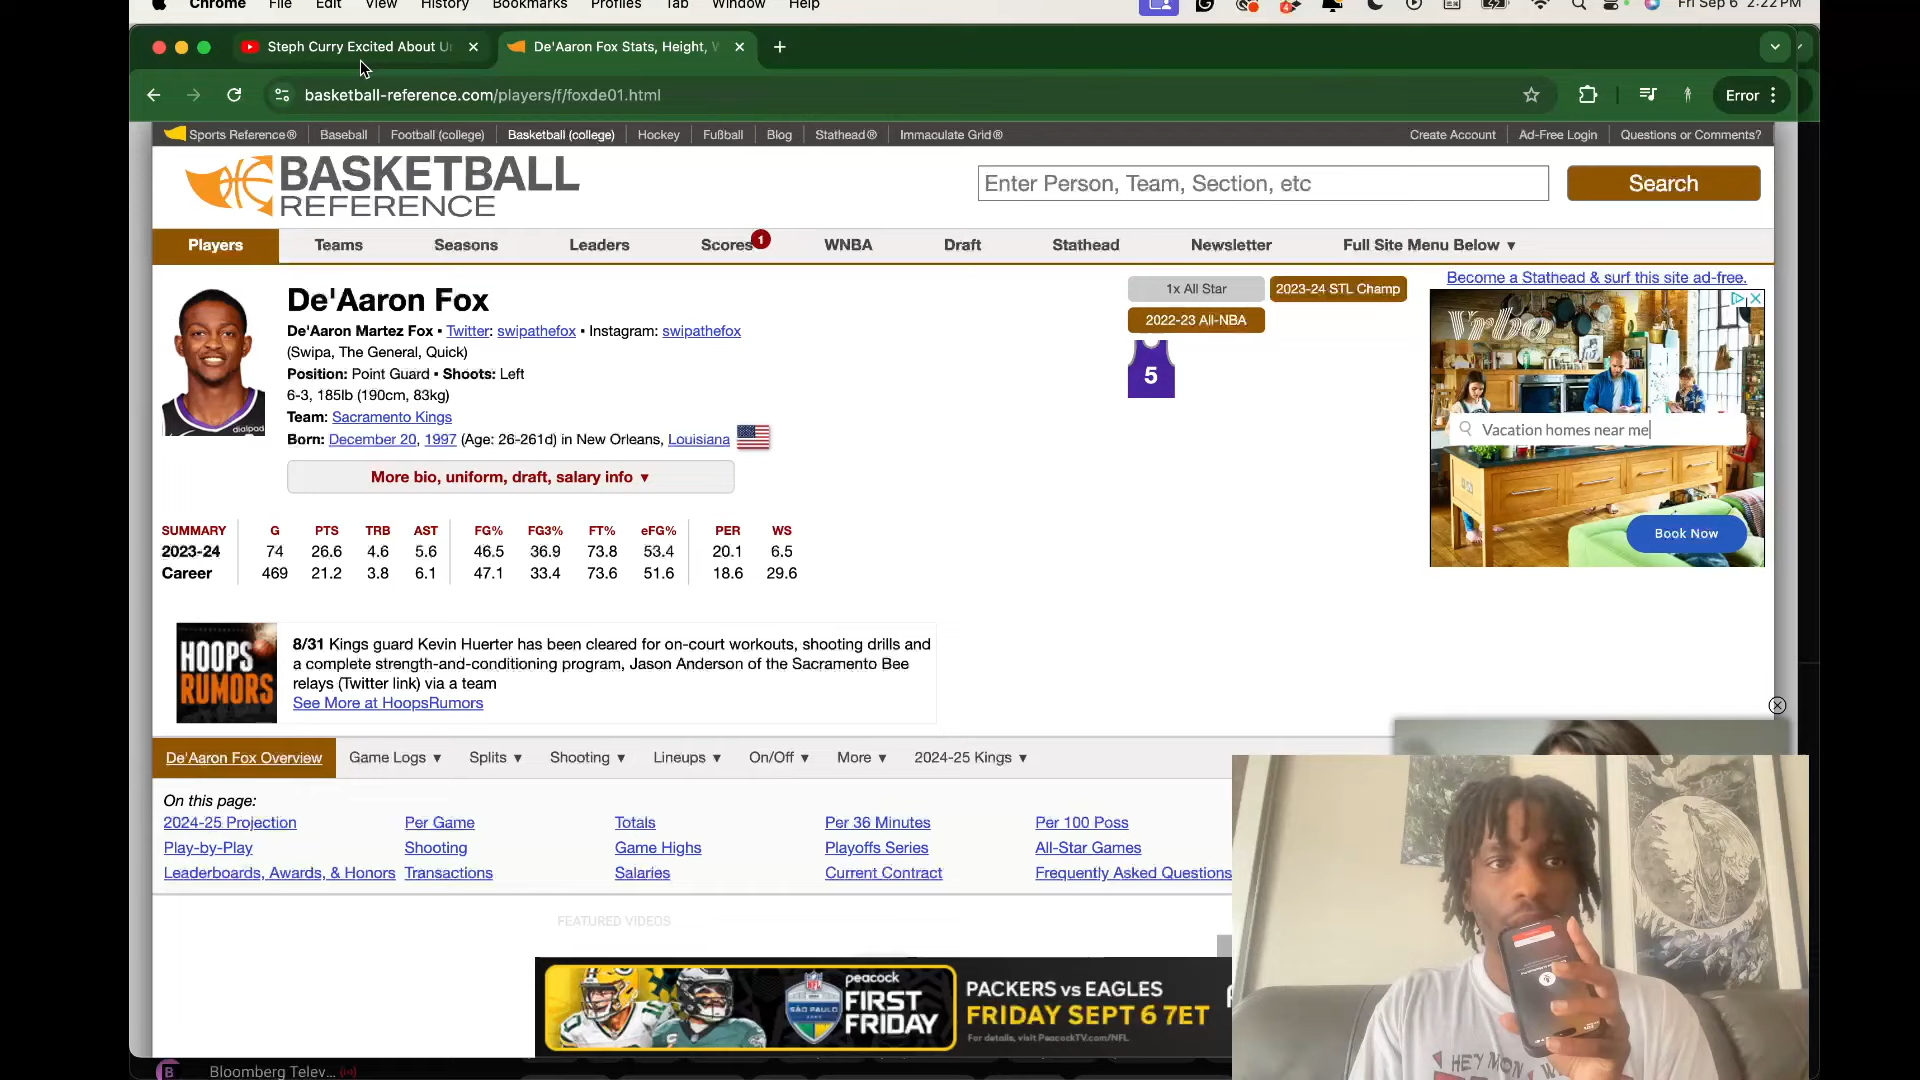 Chrome File Edit View History Bookmarks Profiles Tab Window Help Fri Sep 6 2:22 PM
Steph Curry Excited About U
De'Aaron Fox Stats, Height, W
basketball-reference.com/players/f/foxde01.html
Error
Sports Reference® Baseball Football (college) Basketball (college) Hockey Fußball Blog Stathead® Immaculate Grid® Create Account Ad-Free Login Questions or Comments?
BASKETBALL
REFERENCE
Enter Person, Team, Section, etc
Search
Players Teams Seasons Leaders Scores 1 WNBA Draft Stathead Newsletter Full Site Menu Below ▼
Become a Stathead & surf this site ad-free.
De'Aaron Fox
De'Aaron Martez Fox ▪ Twitter: swipathefox ▪ Instagram: swipathefox
(Swipa, The General, Quick)
Position: Point Guard ▪ Shoots: Left
6-3, 185lb (190cm, 83kg)
Team: Sacramento Kings
Born: December 20, 1997 (Age: 26-261d) in New Orleans, Louisiana
dialpad
More bio, uniform, draft, salary info ▼
1x All Star
2023-24 STL Champ
2022-23 All-NBA
5
Vrbo
Vacation homes near me
Book Now
SUMMARY G PTS TRB AST FG% FG3% FT% eFG% PER WS
2023-24 74 26.6 4.6 5.6 46.5 36.9 73.8 53.4 20.1 6.5
Career 469 21.2 3.8 6.1 47.1 33.4 73.6 51.6 18.6 29.6
HOOPS
RUMORS
8/31 Kings guard Kevin Huerter has been cleared for on-court workouts, shooting drills and
a complete strength-and-conditioning program, Jason Anderson of the Sacramento Bee
relays (Twitter link) via a team
See More at HoopsRumors
De'Aaron Fox Overview Game Logs ▼ Splits ▼ Shooting ▼ Lineups ▼ On/Off ▼ More ▼ 2024-25 Kings ▼
On this page:
2024-25 Projection Per Game Totals Per 36 Minutes Per 100 Poss
Play-by-Play Shooting Game Highs Playoffs Series All-Star Games
Leaderboards, Awards, & Honors Transactions Salaries Current Contract Frequently Asked Questions
FEATURED VIDEOS
NFL
SÃO PAULO
2024
peacock
FIRST
FRIDAY
PACKERS vs EAGLES
FRIDAY SEPT 6 7ET
For details, visit PeacockTV.com/NFL
HEY MON
B
Bloomberg Telev...